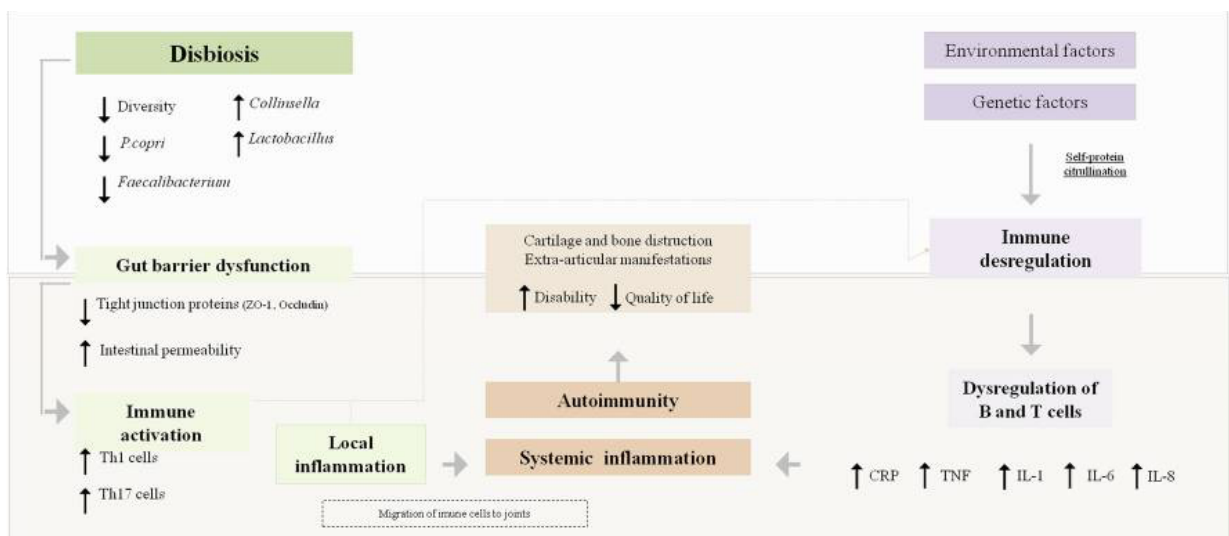 Disbiosis
↓ Diversity
↑ Collinsella
↓ P.copri
↑ Lactobacillus
↓ Faecalibacterium
Gut barrier dysfunction
↓ Tight junction proteins (ZO-1, Occludin)
↑ Intestinal permeability
Immune
activation
↑ Th1 cells
↑ Th17 cells
Local
inflammation
Migration of imune cells to joints
Cartilage and bone distruction
Extra-articular manifestations
↑ Disability ↓ Quality of life
Autoimmunity
Systemic inflammation
Environmental factors
Genetic factors
Self-protein
citrullination
Immune
desregulation
Dysregulation of
B and T cells
↑ CRP ↑ TNF ↑ IL-1 ↑ IL-6 ↑ IL-8